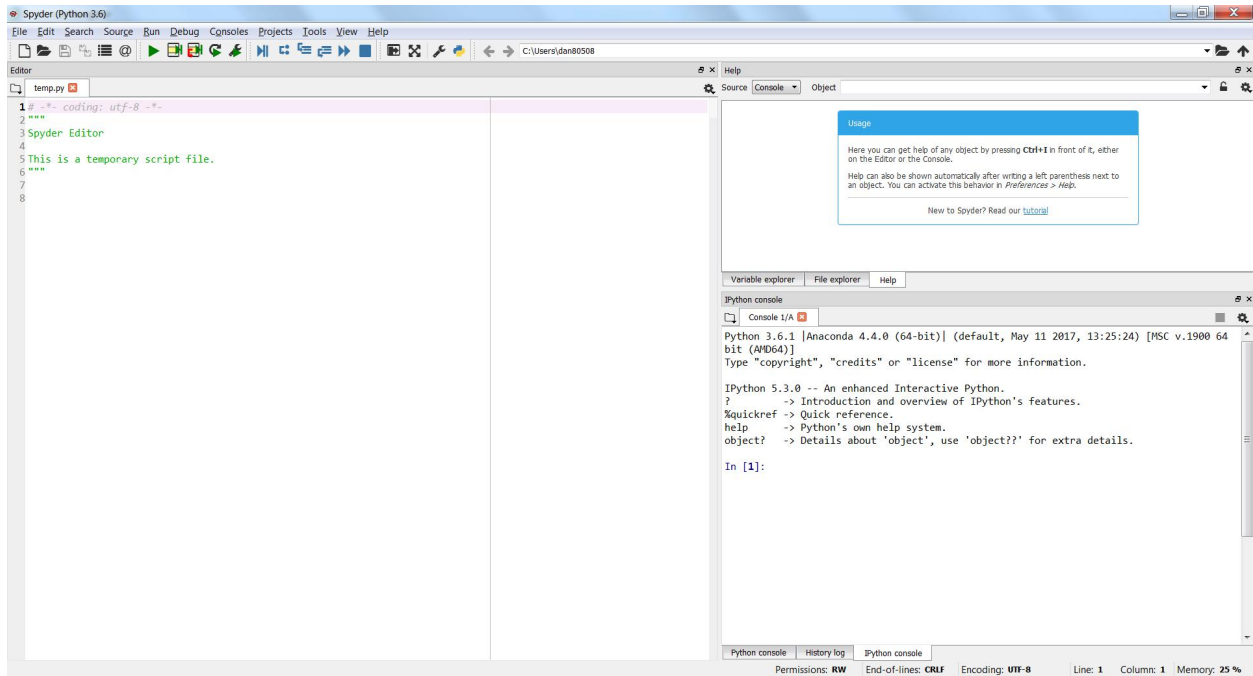 Spyder (Python 3.6)
File Edit Search Source Run Debug Consoles Projects Tools View Help
C:\Users\dan80508
Editor
temp.py
1 # -*- coding: utf-8 -*-
2 """
3 Spyder Editor
4
5 This is a temporary script file.
6 """
7
8
Help
Source Console Object
Usage
Here you can get help of any object by pressing Ctrl+I in front of it, either
on the Editor or the Console.
Help can also be shown automatically after writing a left parenthesis next to
an object. You can activate this behavior in Preferences > Help.
New to Spyder? Read our tutorial
Variable explorer File explorer Help
IPython console
Console 1/A
Python 3.6.1 |Anaconda 4.4.0 (64-bit)| (default, May 11 2017, 13:25:24) [MSC v.1900 64
bit (AMD64)]
Type "copyright", "credits" or "license" for more information.
IPython 5.3.0 -- An enhanced Interactive Python.
? -> Introduction and overview of IPython's features.
%quickref -> Quick reference.
help -> Python's own help system.
object? -> Details about 'object', use 'object??' for extra details.
In [1]:
Python console History log IPython console
Permissions: RW End-of-lines: CRLF Encoding: UTF-8 Line: 1 Column: 1 Memory: 25 %